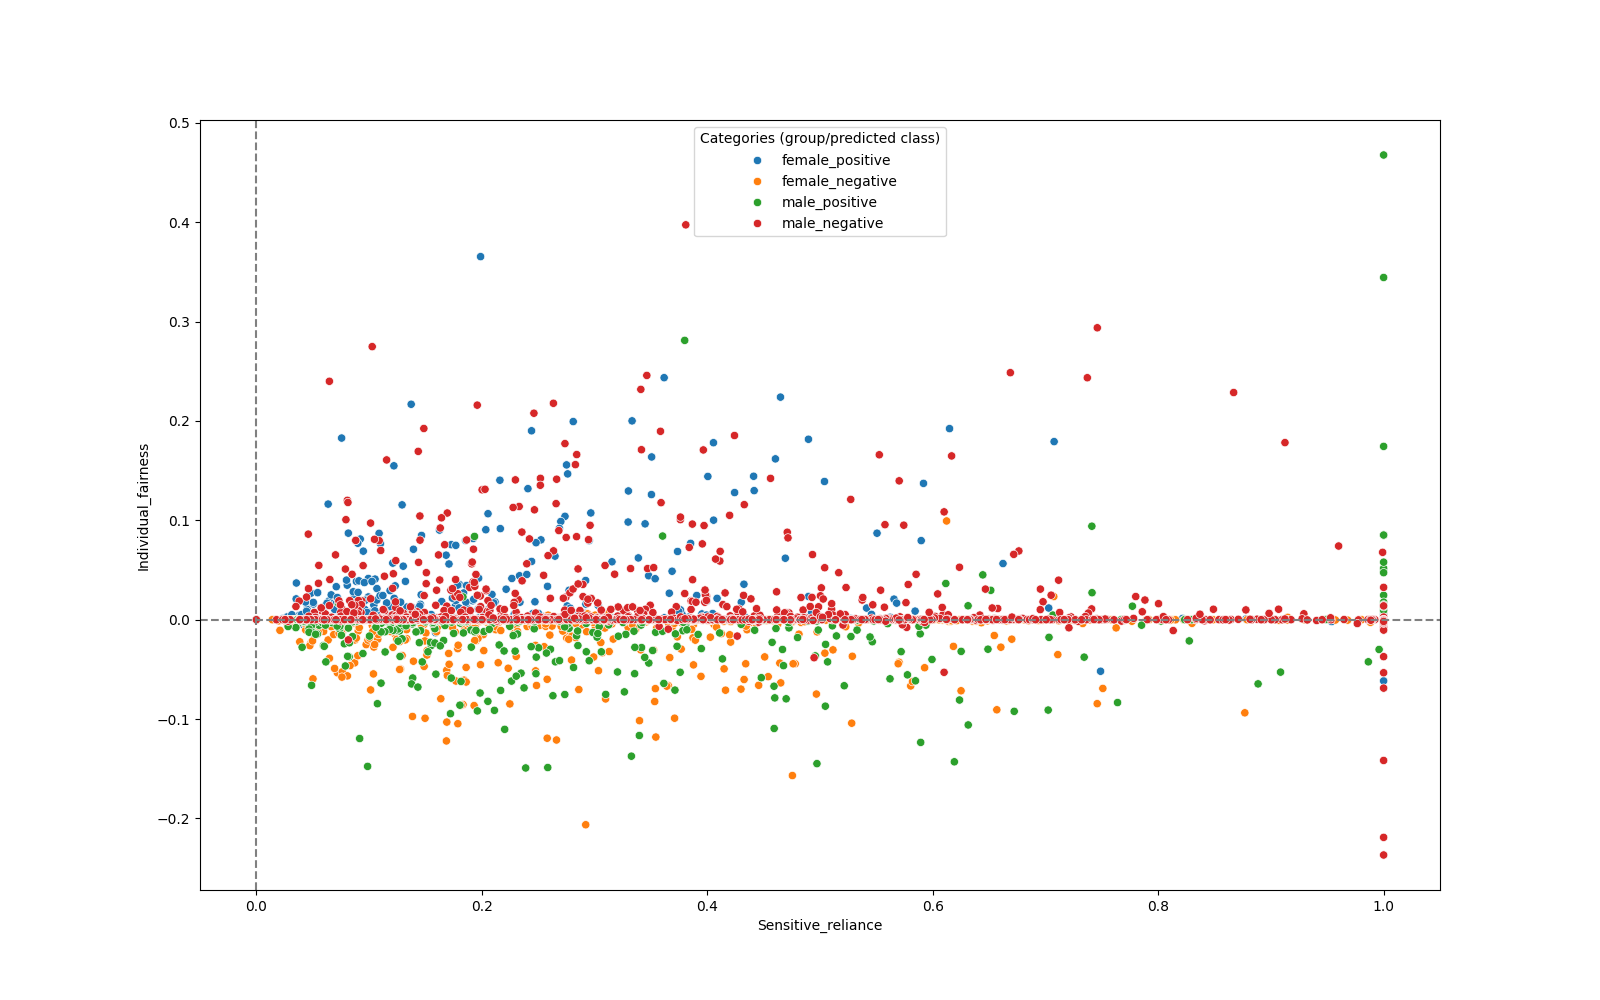 0.5
0.4
0.3
0.2
0.1
0.0
−0.1
−0.2
Individual_fairness
Categories (group/predicted class)
female_positive
female_negative
male_positive
male_negative
0.0 0.2 0.4 0.6 0.8 1.0
Sensitive_reliance